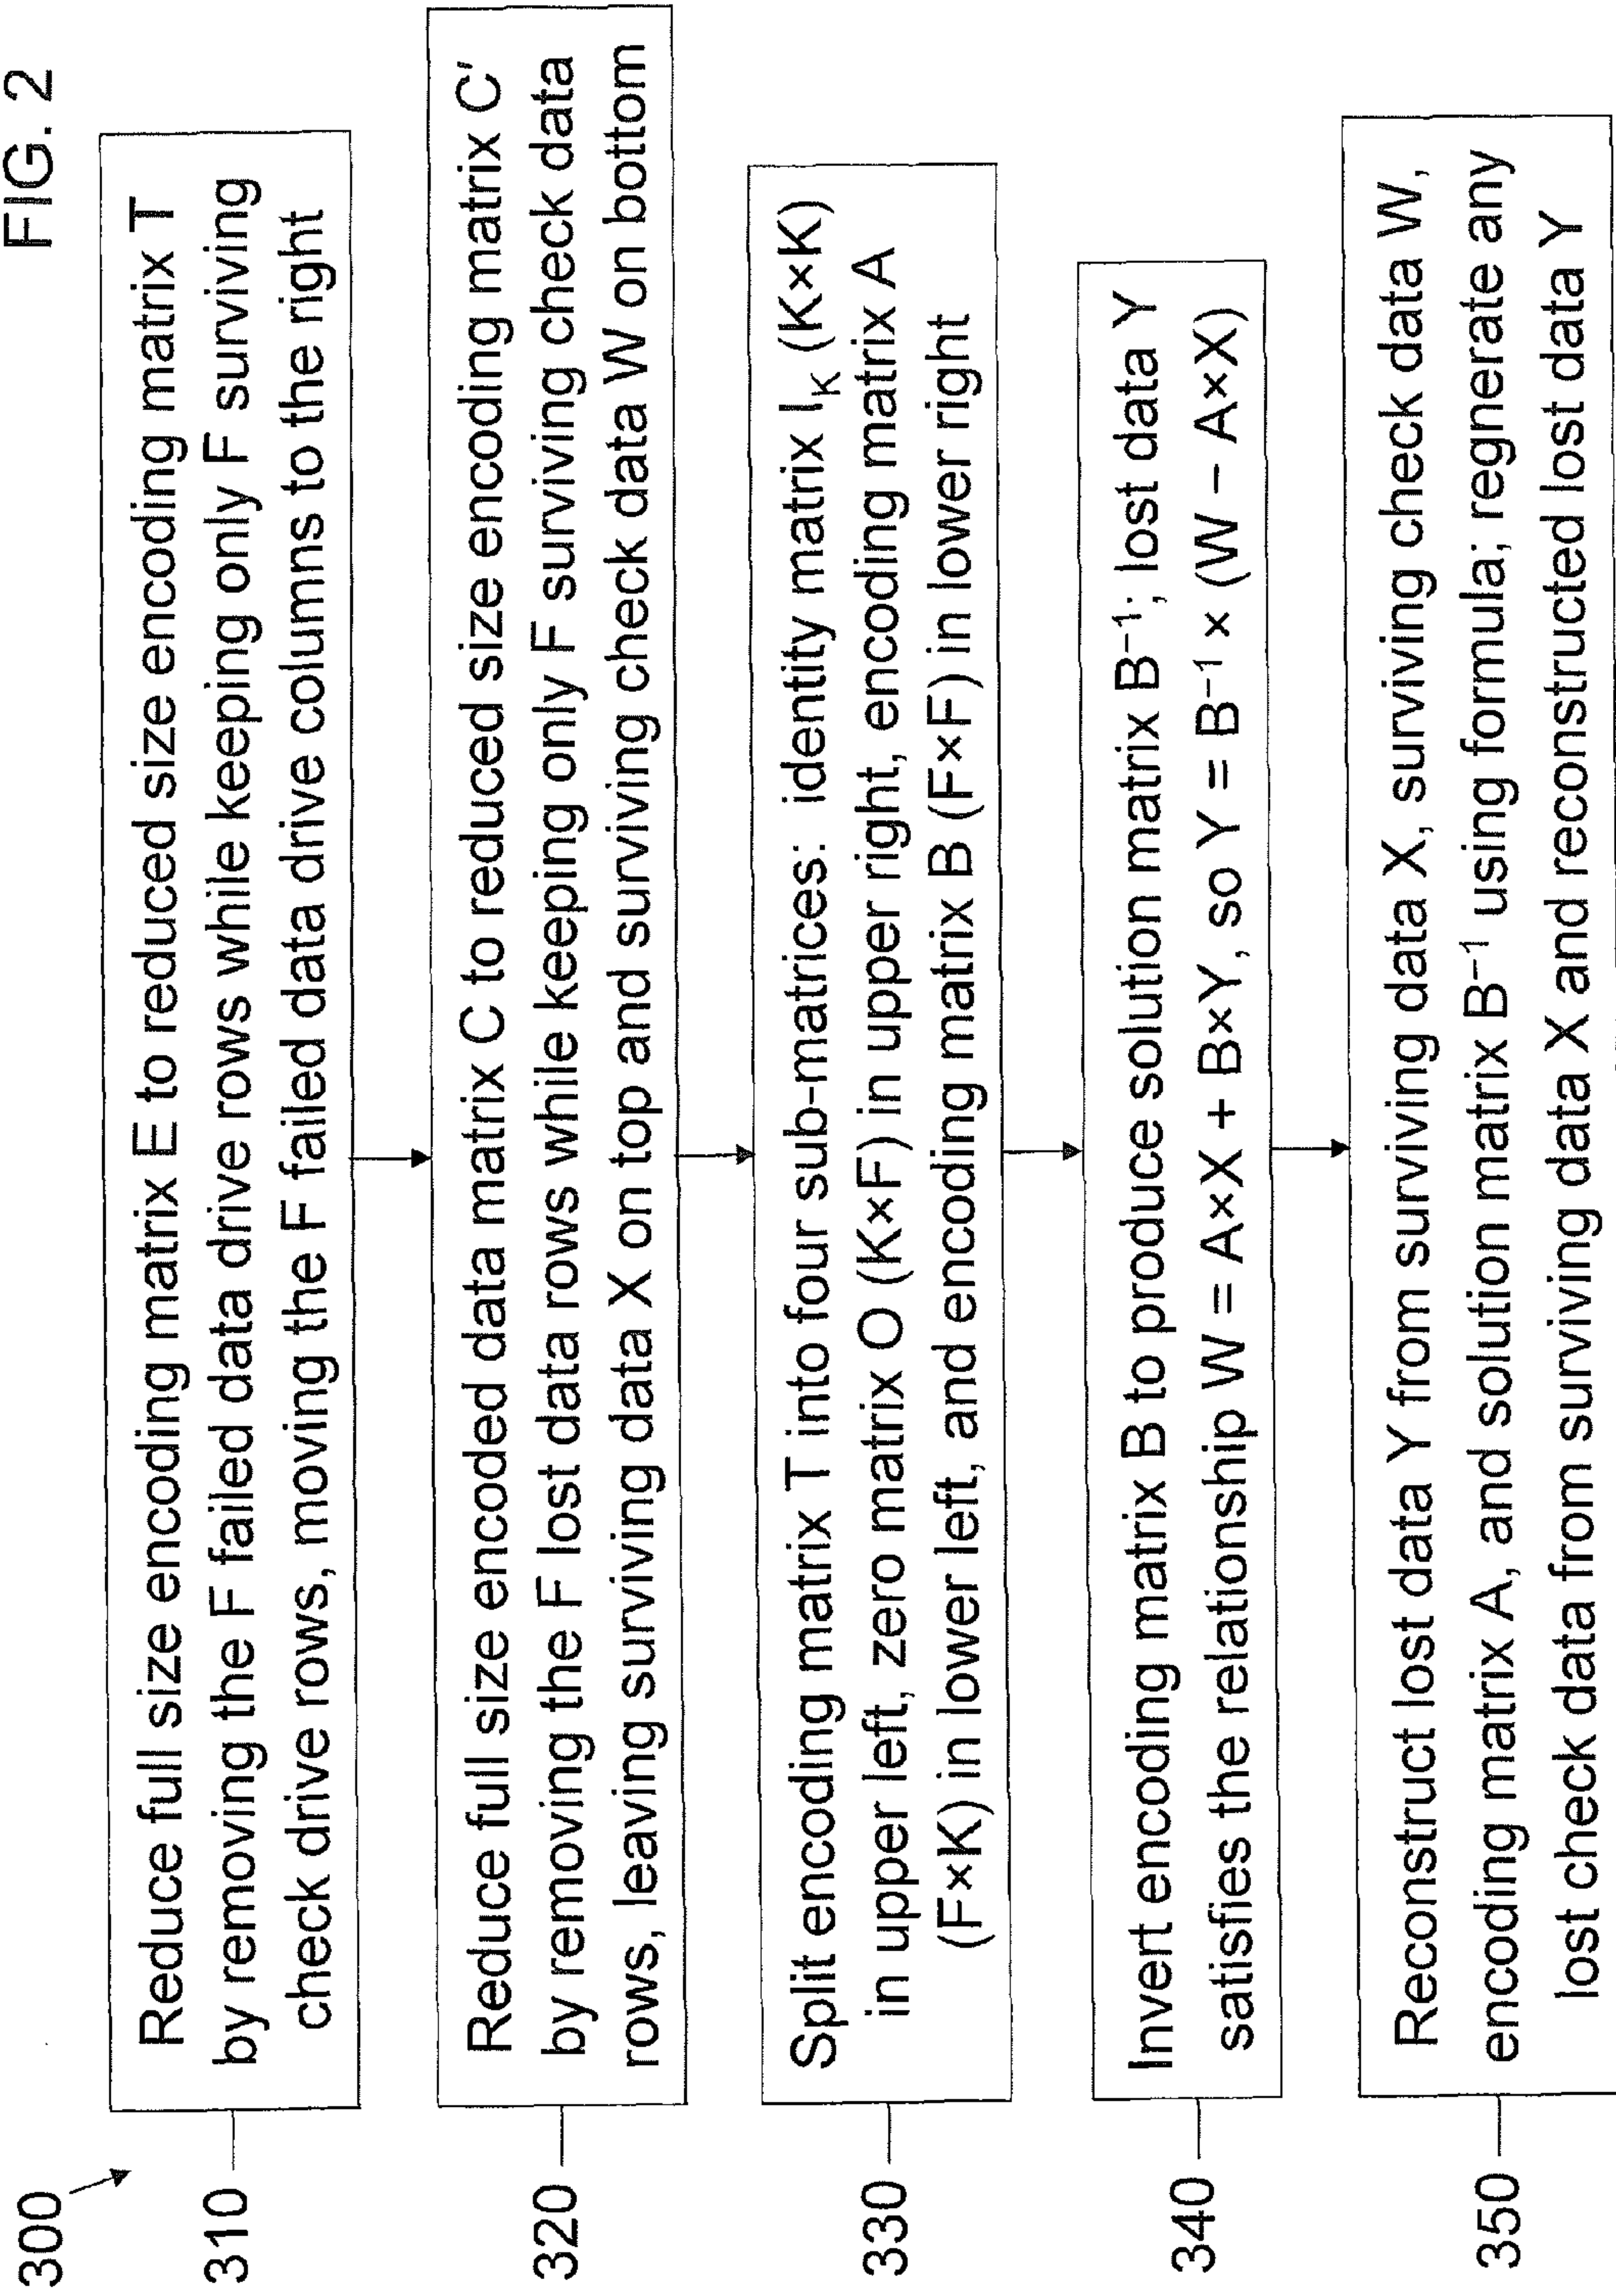 FIG. 2
300
310
Reduce full size encoding matrix E to reduced size encoding matrix T
by removing the F failed data drive rows while keeping only F surviving
check drive rows, moving the F failed data drive columns to the right
320
Reduce full size encoded data matrix C to reduced size encoding matrix C'
by removing the F lost data rows while keeping only F surviving check data
rows, leaving surviving data X on top and surviving check data W on bottom
330
Split encoding matrix T into four sub-matrices: identity matrix I_K (K×K)
in upper left, zero matrix O (K×F) in upper right, encoding matrix A
(F×K) in lower left, and encoding matrix B (F×F) in lower right
340
Invert encoding matrix B to produce solution matrix B⁻¹; lost data Y
satisfies the relationship W = A×X + B×Y, so Y = B⁻¹ × (W – A×X)
350
Reconstruct lost data Y from surviving data X, surviving check data W,
encoding matrix A, and solution matrix B⁻¹ using formula; regnerate any
lost check data from surviving data X and reconstructed lost data Y